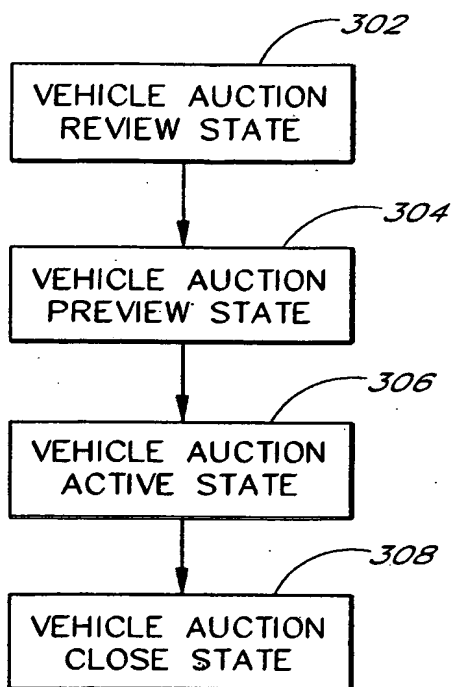 302
VEHICLE AUCTION
REVIEW STATE
304
VEHICLE AUCTION
PREVIEW STATE
306
VEHICLE AUCTION
ACTIVE STATE
308
VEHICLE AUCTION
CLOSE STATE